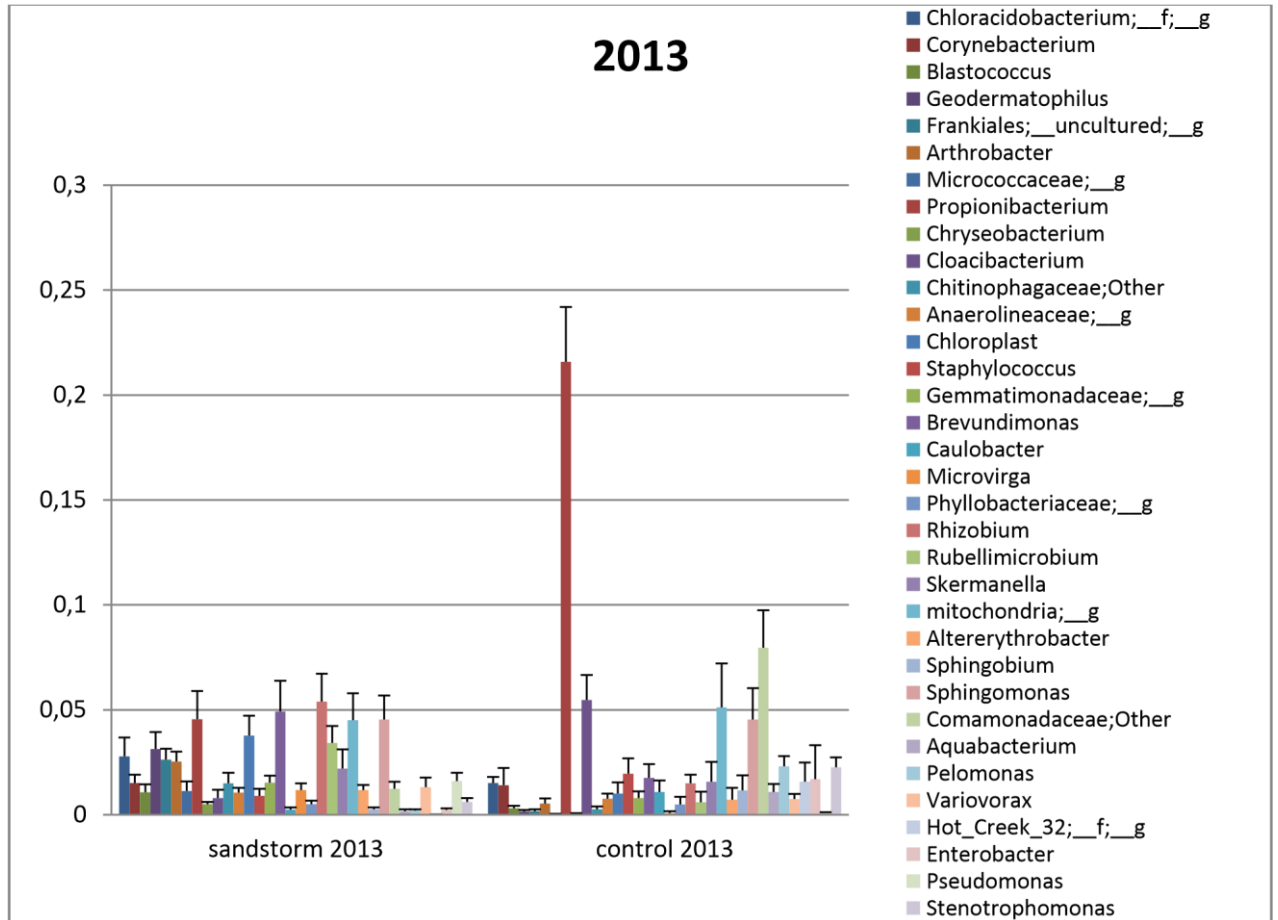 2013
0,3
0,25
0,2
0,15
0,1
0,05
0
sandstorm 2013
control 2013
Chloracidobacterium;__f;__g
Corynebacterium
Blastococcus
Geodermatophilus
Frankiales;__uncultured;__g
Arthrobacter
Micrococcaceae;__g
Propionibacterium
Chryseobacterium
Cloacibacterium
Chitinophagaceae;Other
Anaerolineaceae;__g
Chloroplast
Staphylococcus
Gemmatimonadaceae;__g
Brevundimonas
Caulobacter
Microvirga
Phyllobacteriaceae;__g
Rhizobium
Rubellimicrobium
Skermanella
mitochondria;__g
Altererythrobacter
Sphingobium
Sphingomonas
Comamonadaceae;Other
Aquabacterium
Pelomonas
Variovorax
Hot_Creek_32;__f;__g
Enterobacter
Pseudomonas
Stenotrophomonas